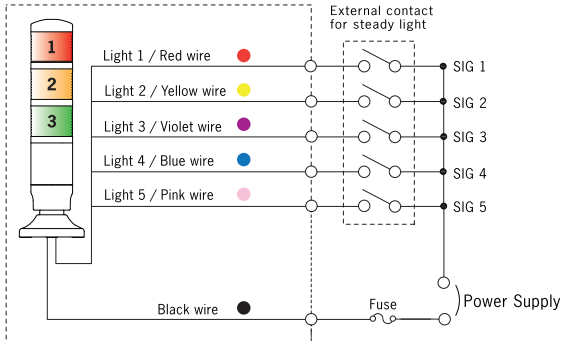 External contact
for steady light
1
Light 1 / Red wire
SIG 1
2
Light 2 / Yellow wire
SIG 2
3
Light 3 / Violet wire
SIG 3
Light 4 / Blue wire
SIG 4
Light 5 / Pink wire
SIG 5
Black wire
Fuse
Power Supply